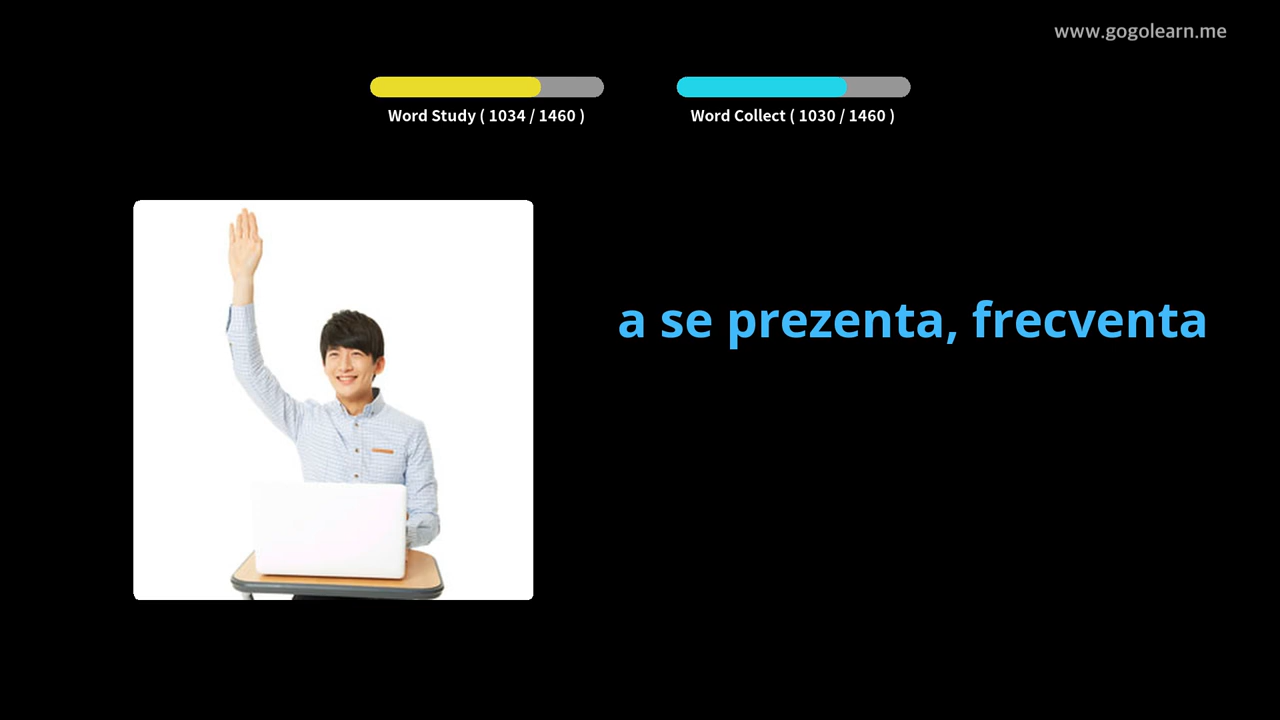 www.gogolearn.me
Word Study ( 1034 / 1460 )
Word Collect ( 1030 / 1460 )
a se prezenta, frecventa